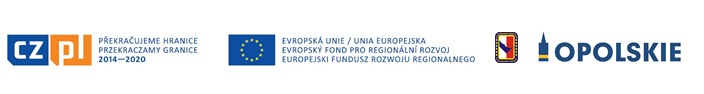 cz pl
PŘEKRAČUJEME HRANICE
PRZEKRACZAMY GRANICE
2014—2020
EVROPSKÁ UNIE / UNIA EUROPEJSKA
EVROPSKÝ FOND PRO REGIONÁLNÍ ROZVOJ
EUROPEJSKI FUNDUSZ ROZWOJU REGIONALNEGO
OPOLSKIE